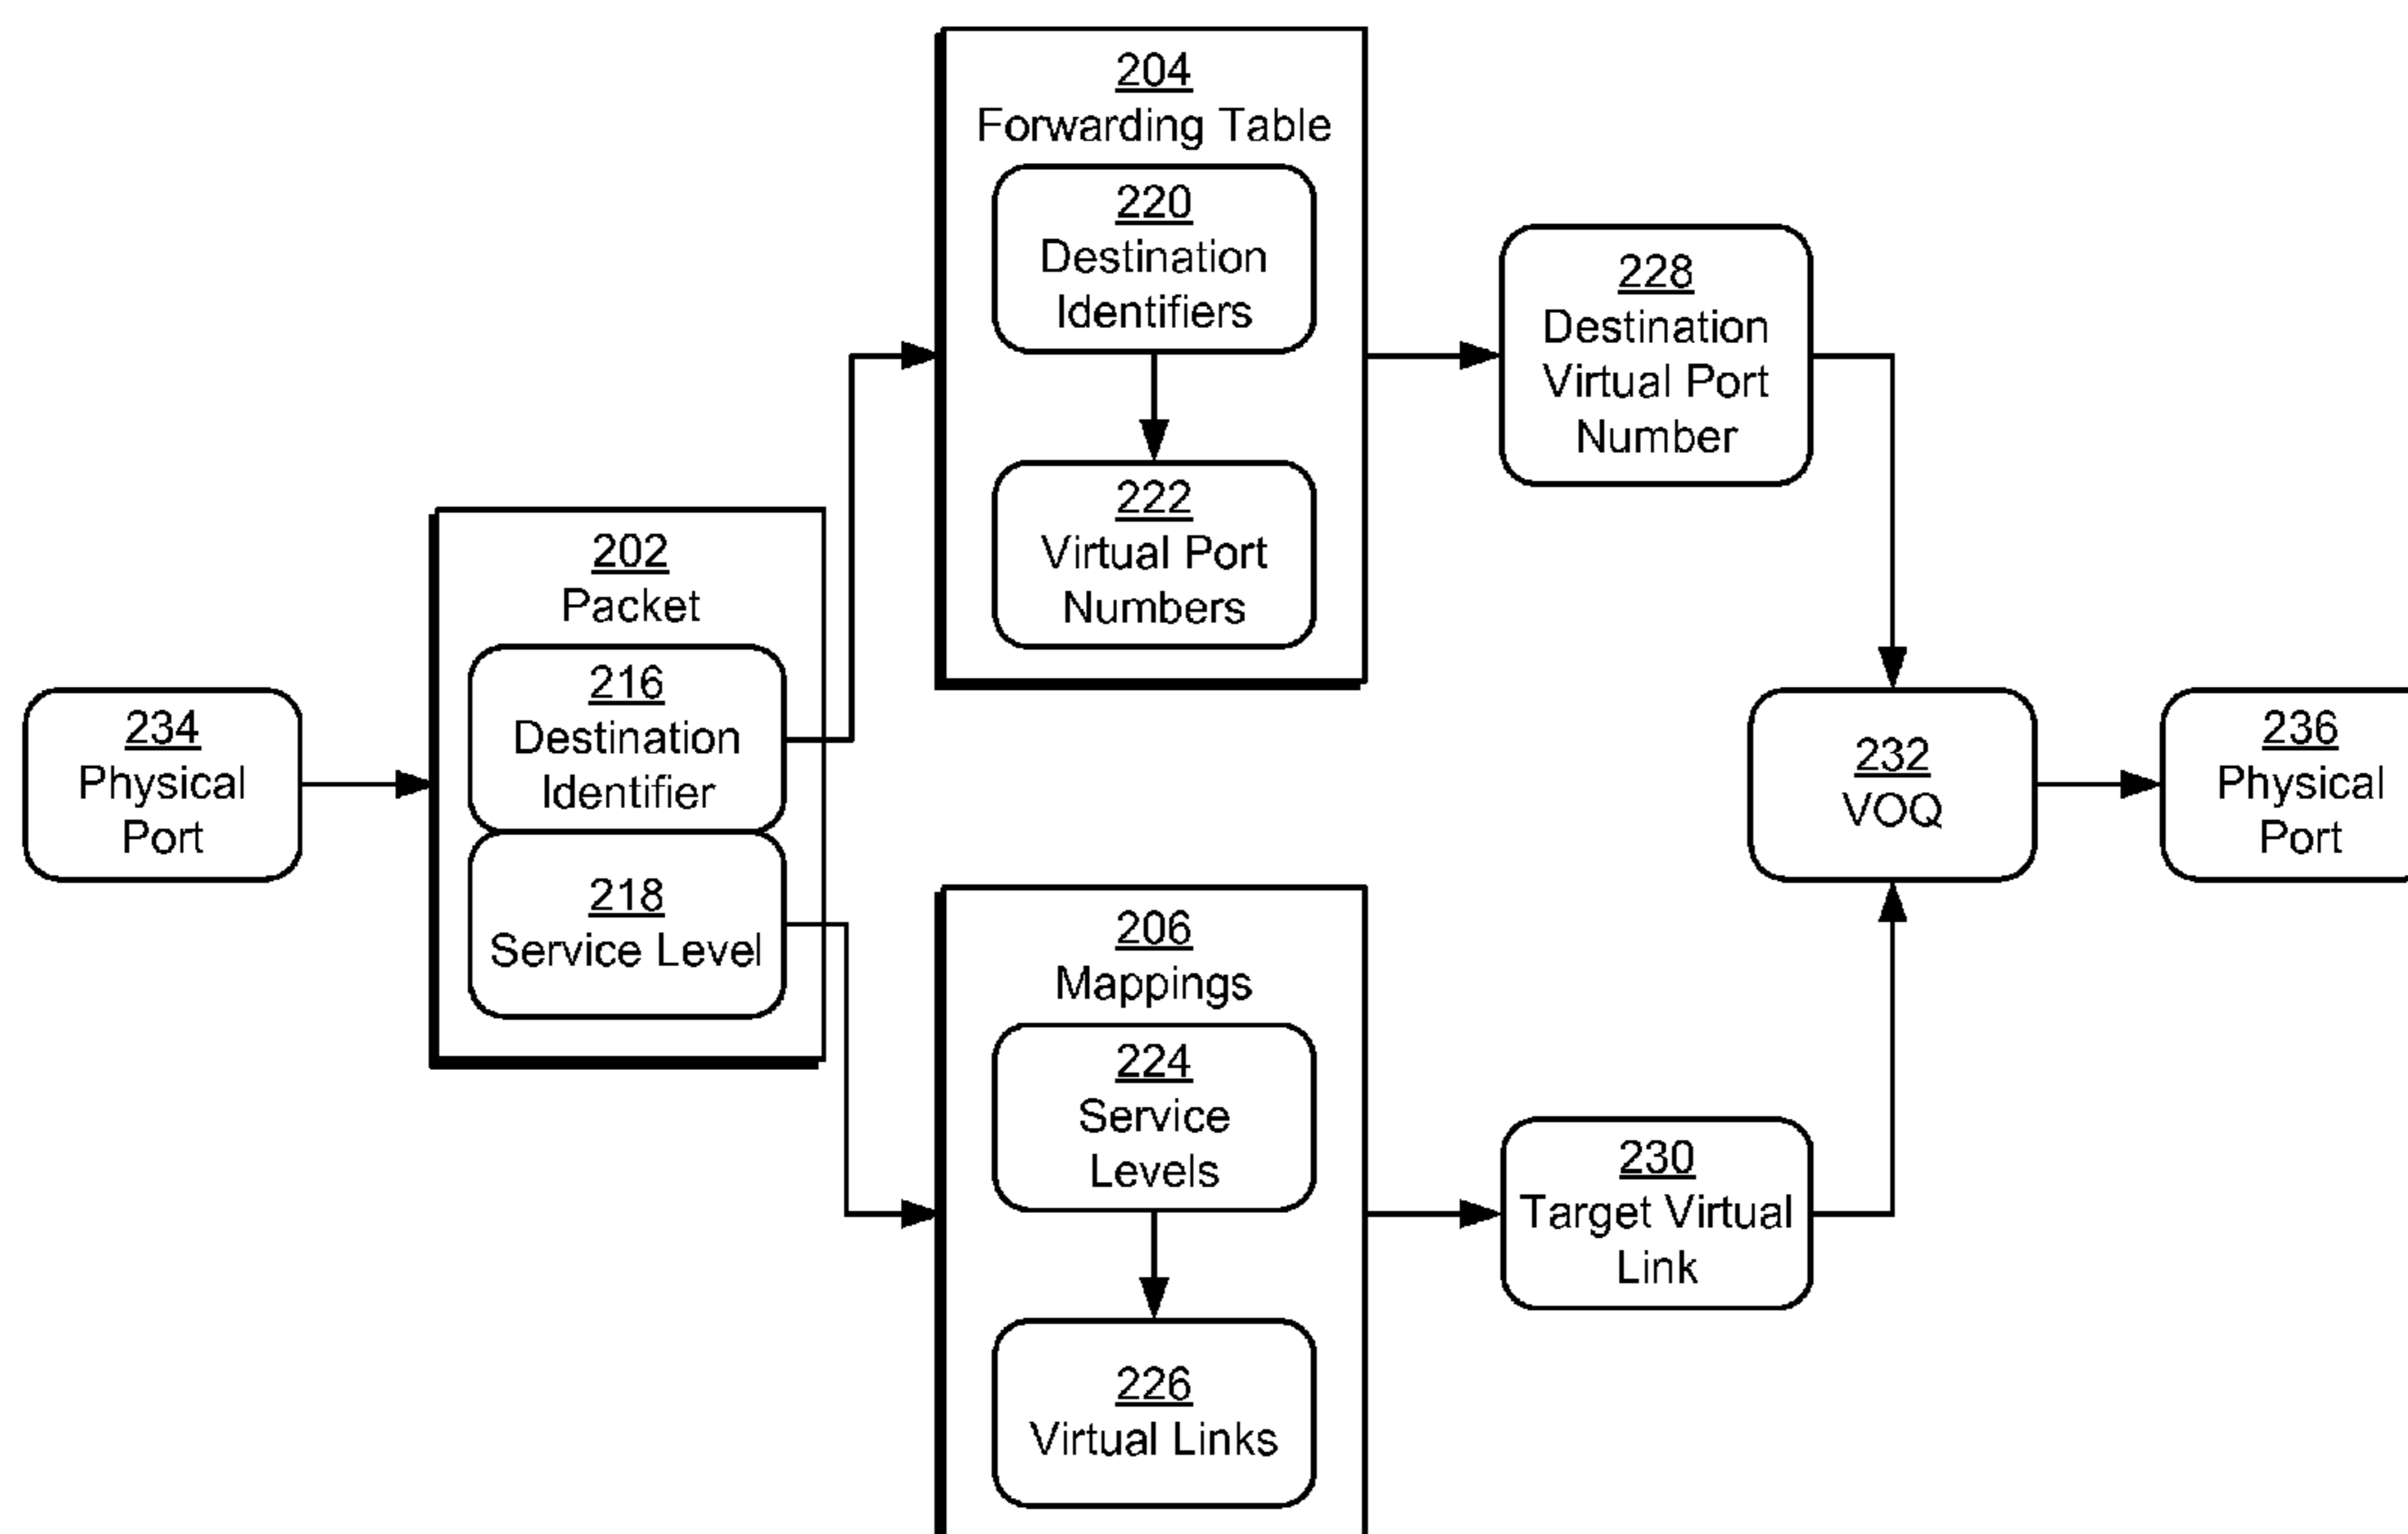 234
Physical
Port
202
Packet
216
Destination
Identifier
218
Service Level
204
Forwarding Table
220
Destination
Identifiers
222
Virtual Port
Numbers
206
Mappings
224
Service
Levels
226
Virtual Links
228
Destination
Virtual Port
Number
230
Target Virtual
Link
232
VOQ
236
Physical
Port